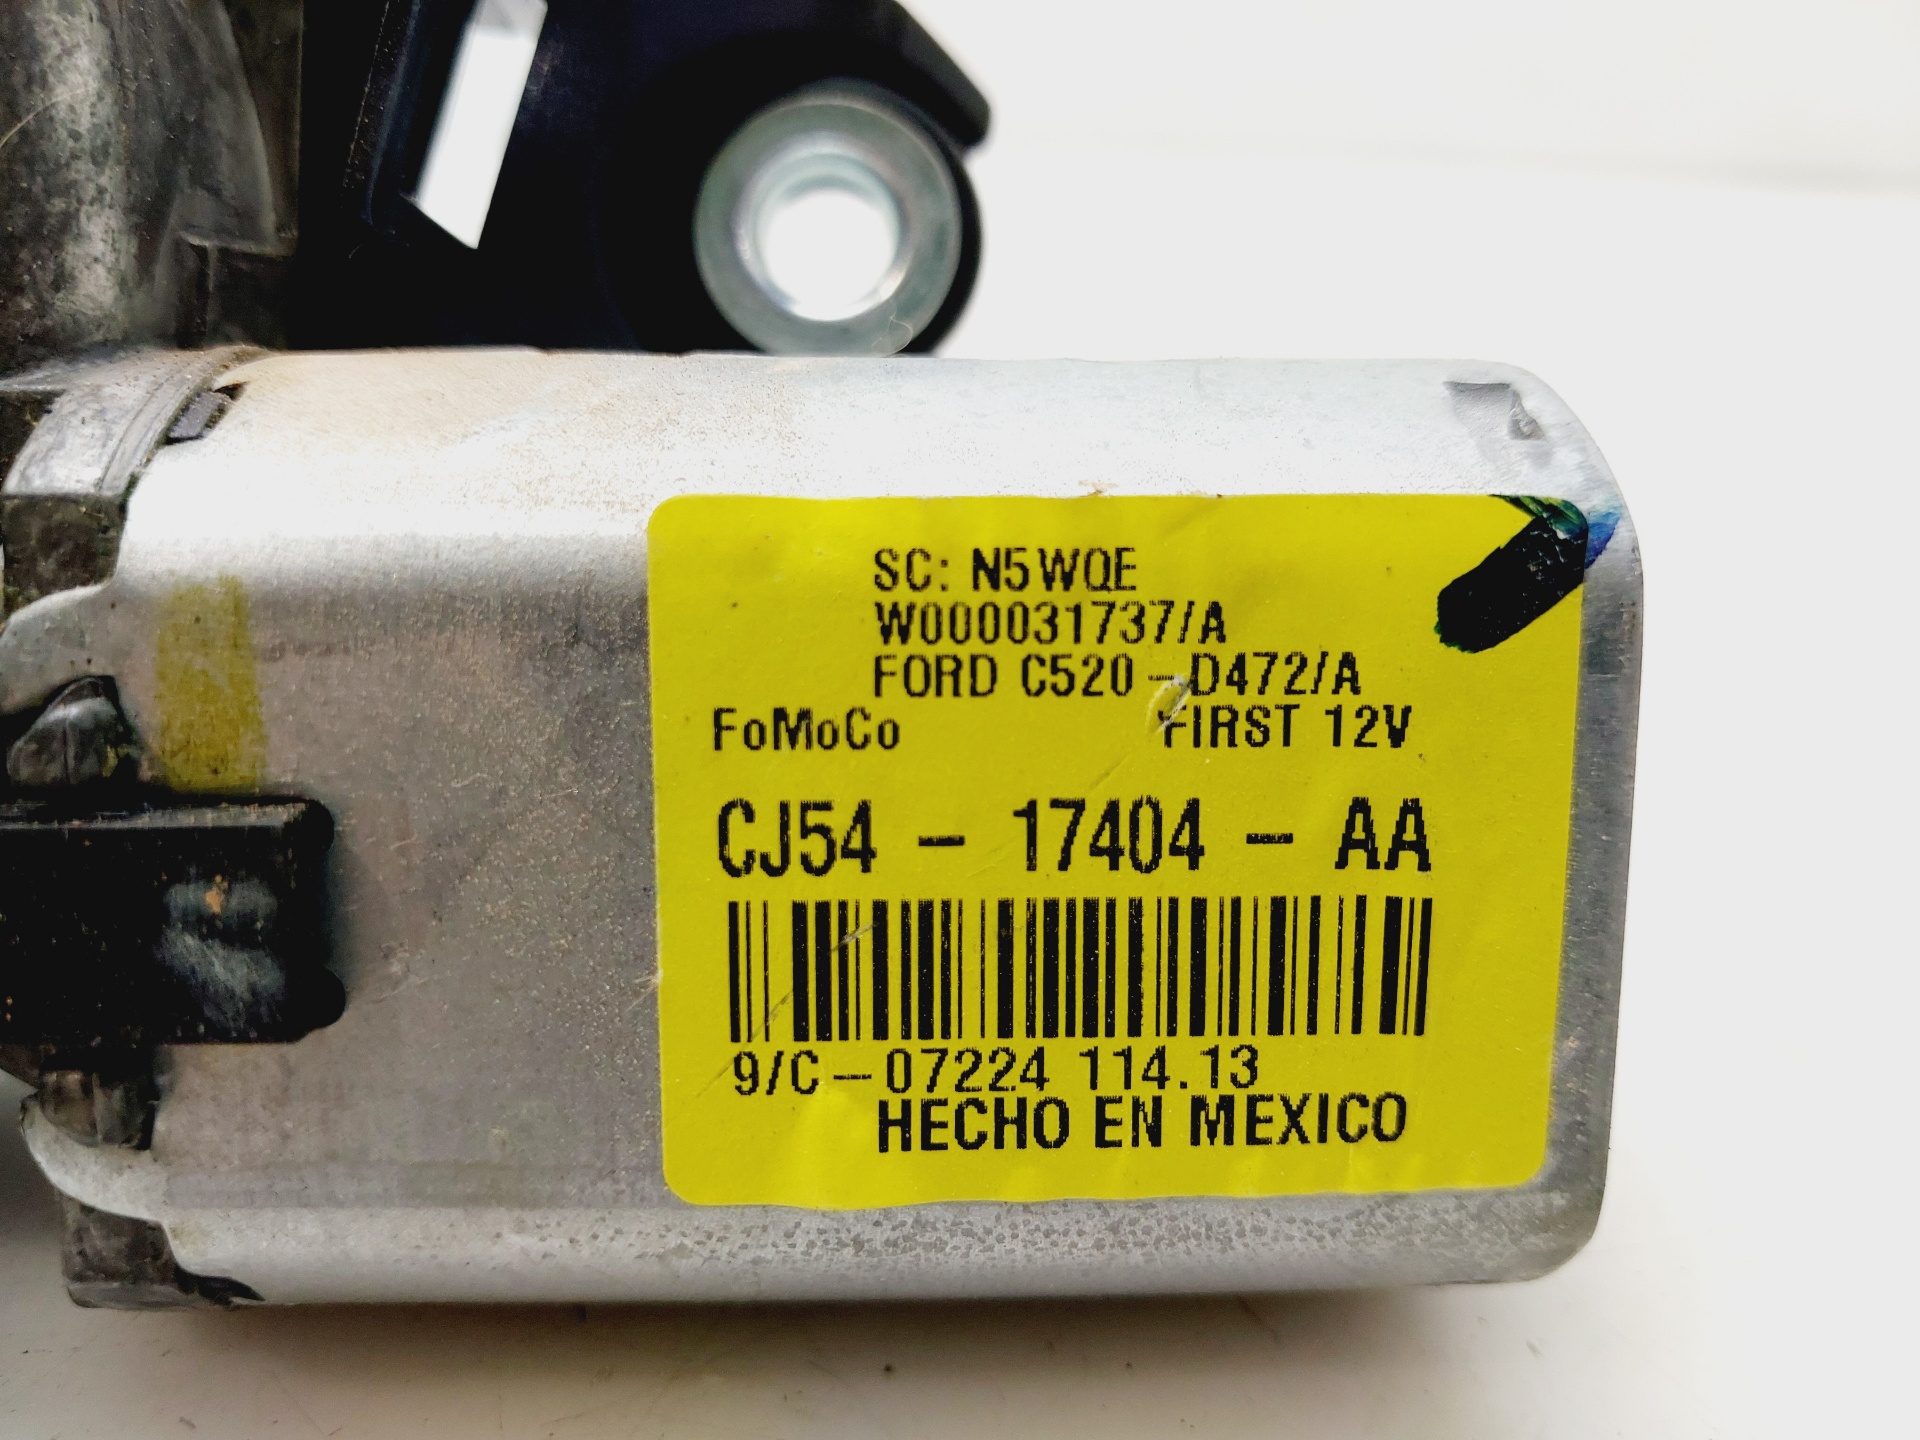 SC: N5WQE
W000031737/A
FORD C520-D472/A
FoMoCo FIRST 12V
CJ54 - 17404 - AA
9/C-07224 114.13
HECHO EN MEXICO